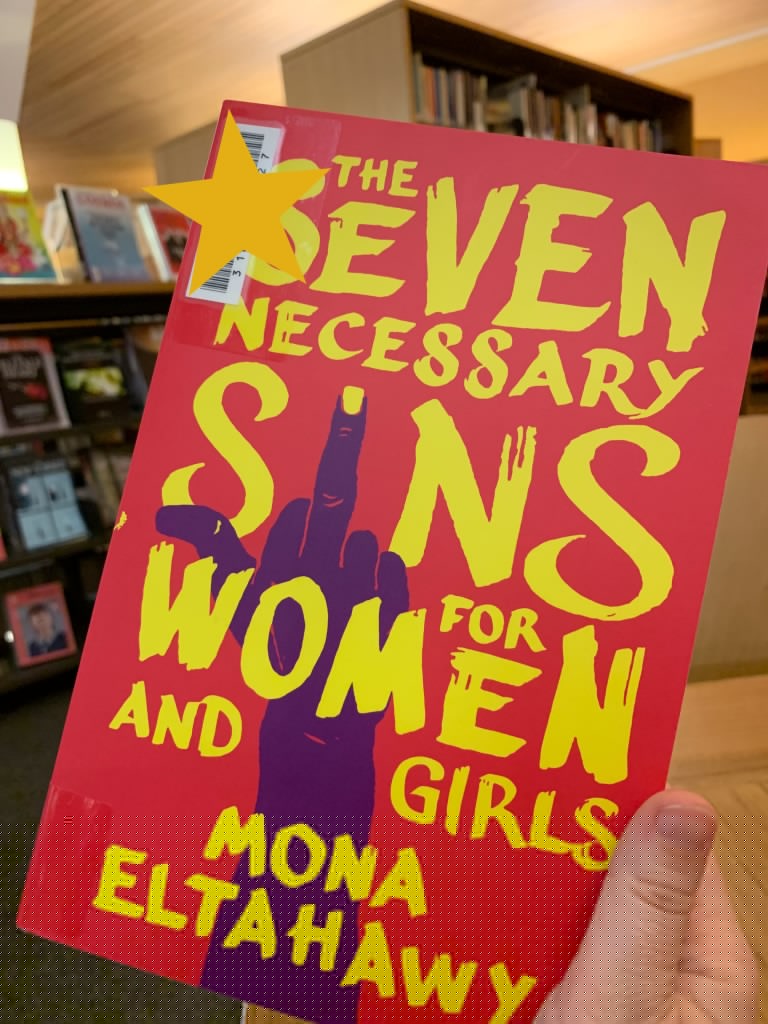 THE
SEVEN
NECESSARY
SINS
FOR
WOMEN
AND
GIRLS
MONA
ELTAHAWY